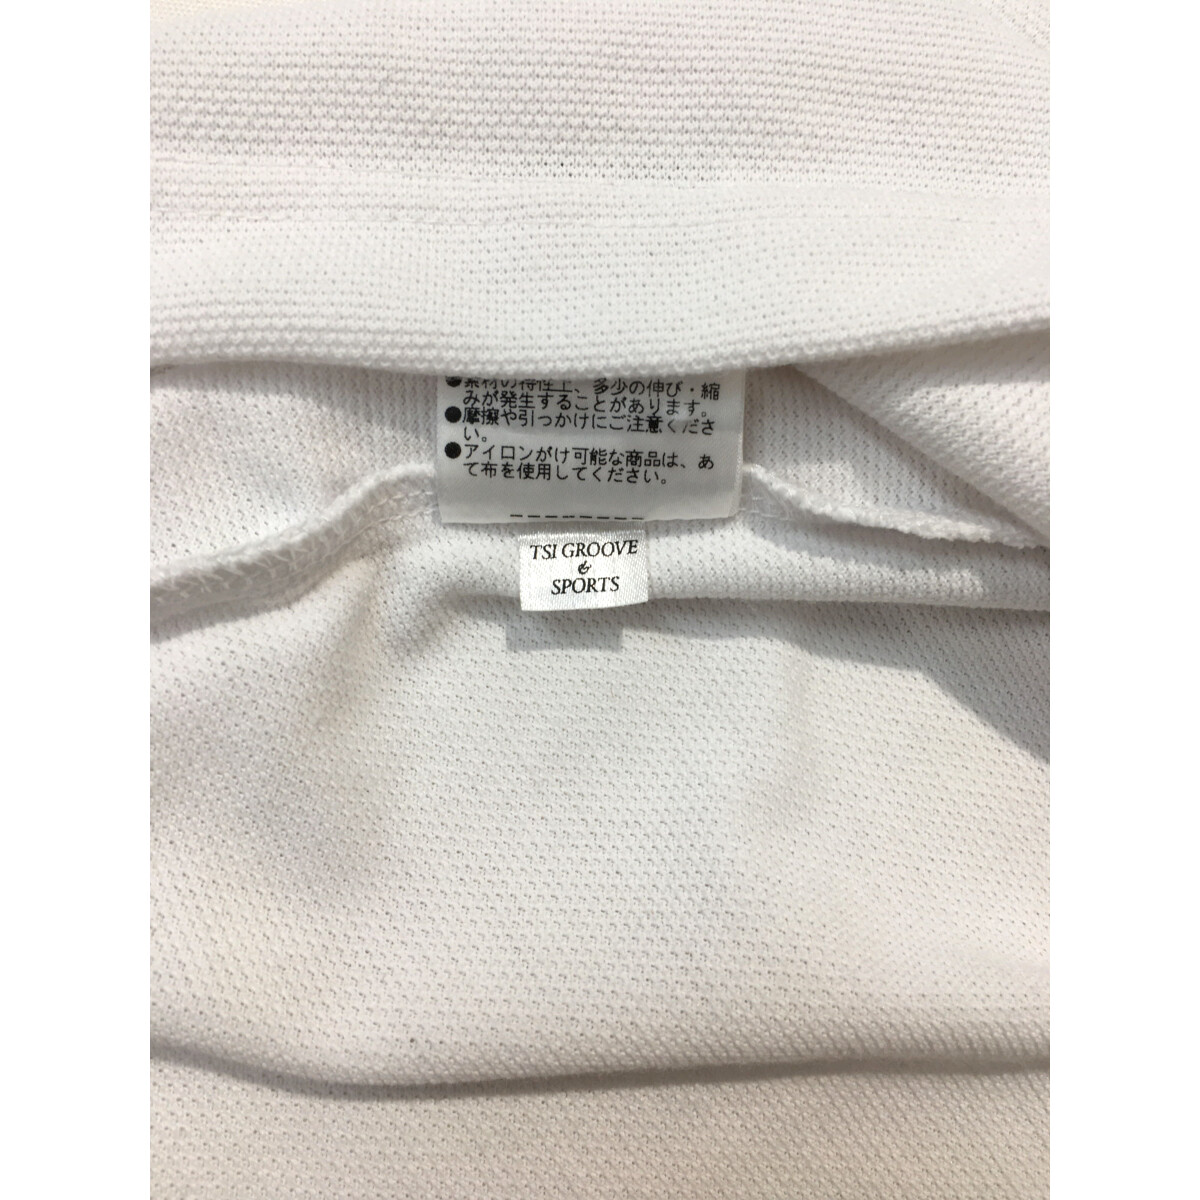 ●素材の特性上、多少の伸び・縮
みが発生することがあります。
●摩擦や引っかけにご注意くださ
い。
●アイロンがけ可能な商品は、あ
て布を使用してください。
TSI GROOVE
&
SPORTS